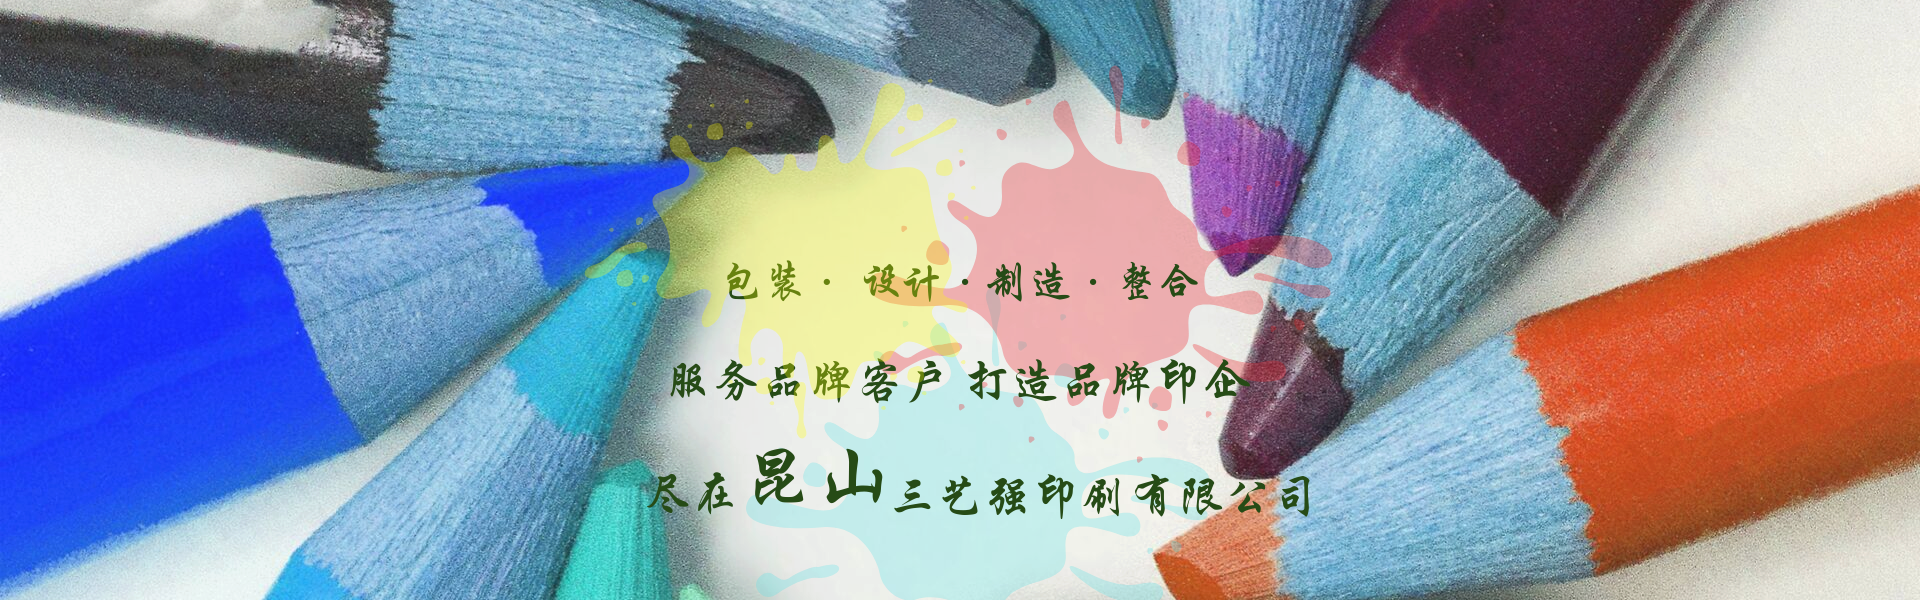 包装 · 设计 · 制造 · 整合
服务品牌客户 打造品牌印企
尽在昆山三艺强印刷有限公司